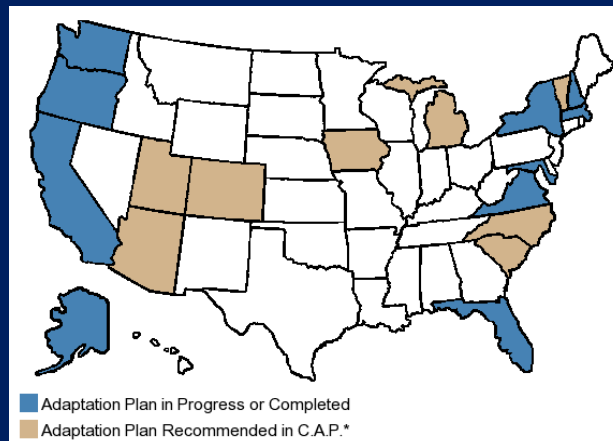 Adaptation Plan in Progress or Completed
Adaptation Plan Recommended in C.A.P.*